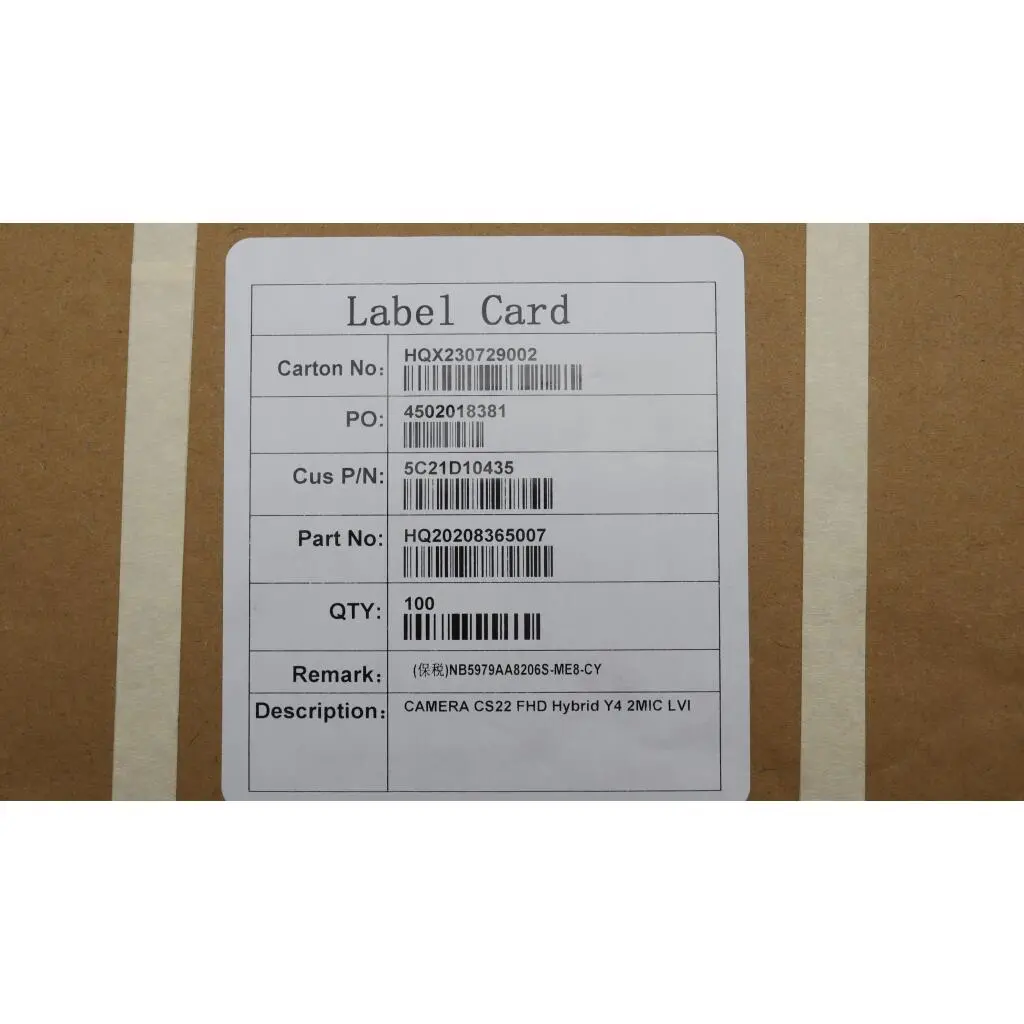 Label Card
Carton No: HQX230729002
PO: 4502018381
Cus P/N: 5C21D10435
Part No: HQ20208365007
QTY: 100
Remark: (保税)NB5979AA8206S-ME8-CY
Description: CAMERA CS22 FHD Hybrid Y4 2MIC LVI